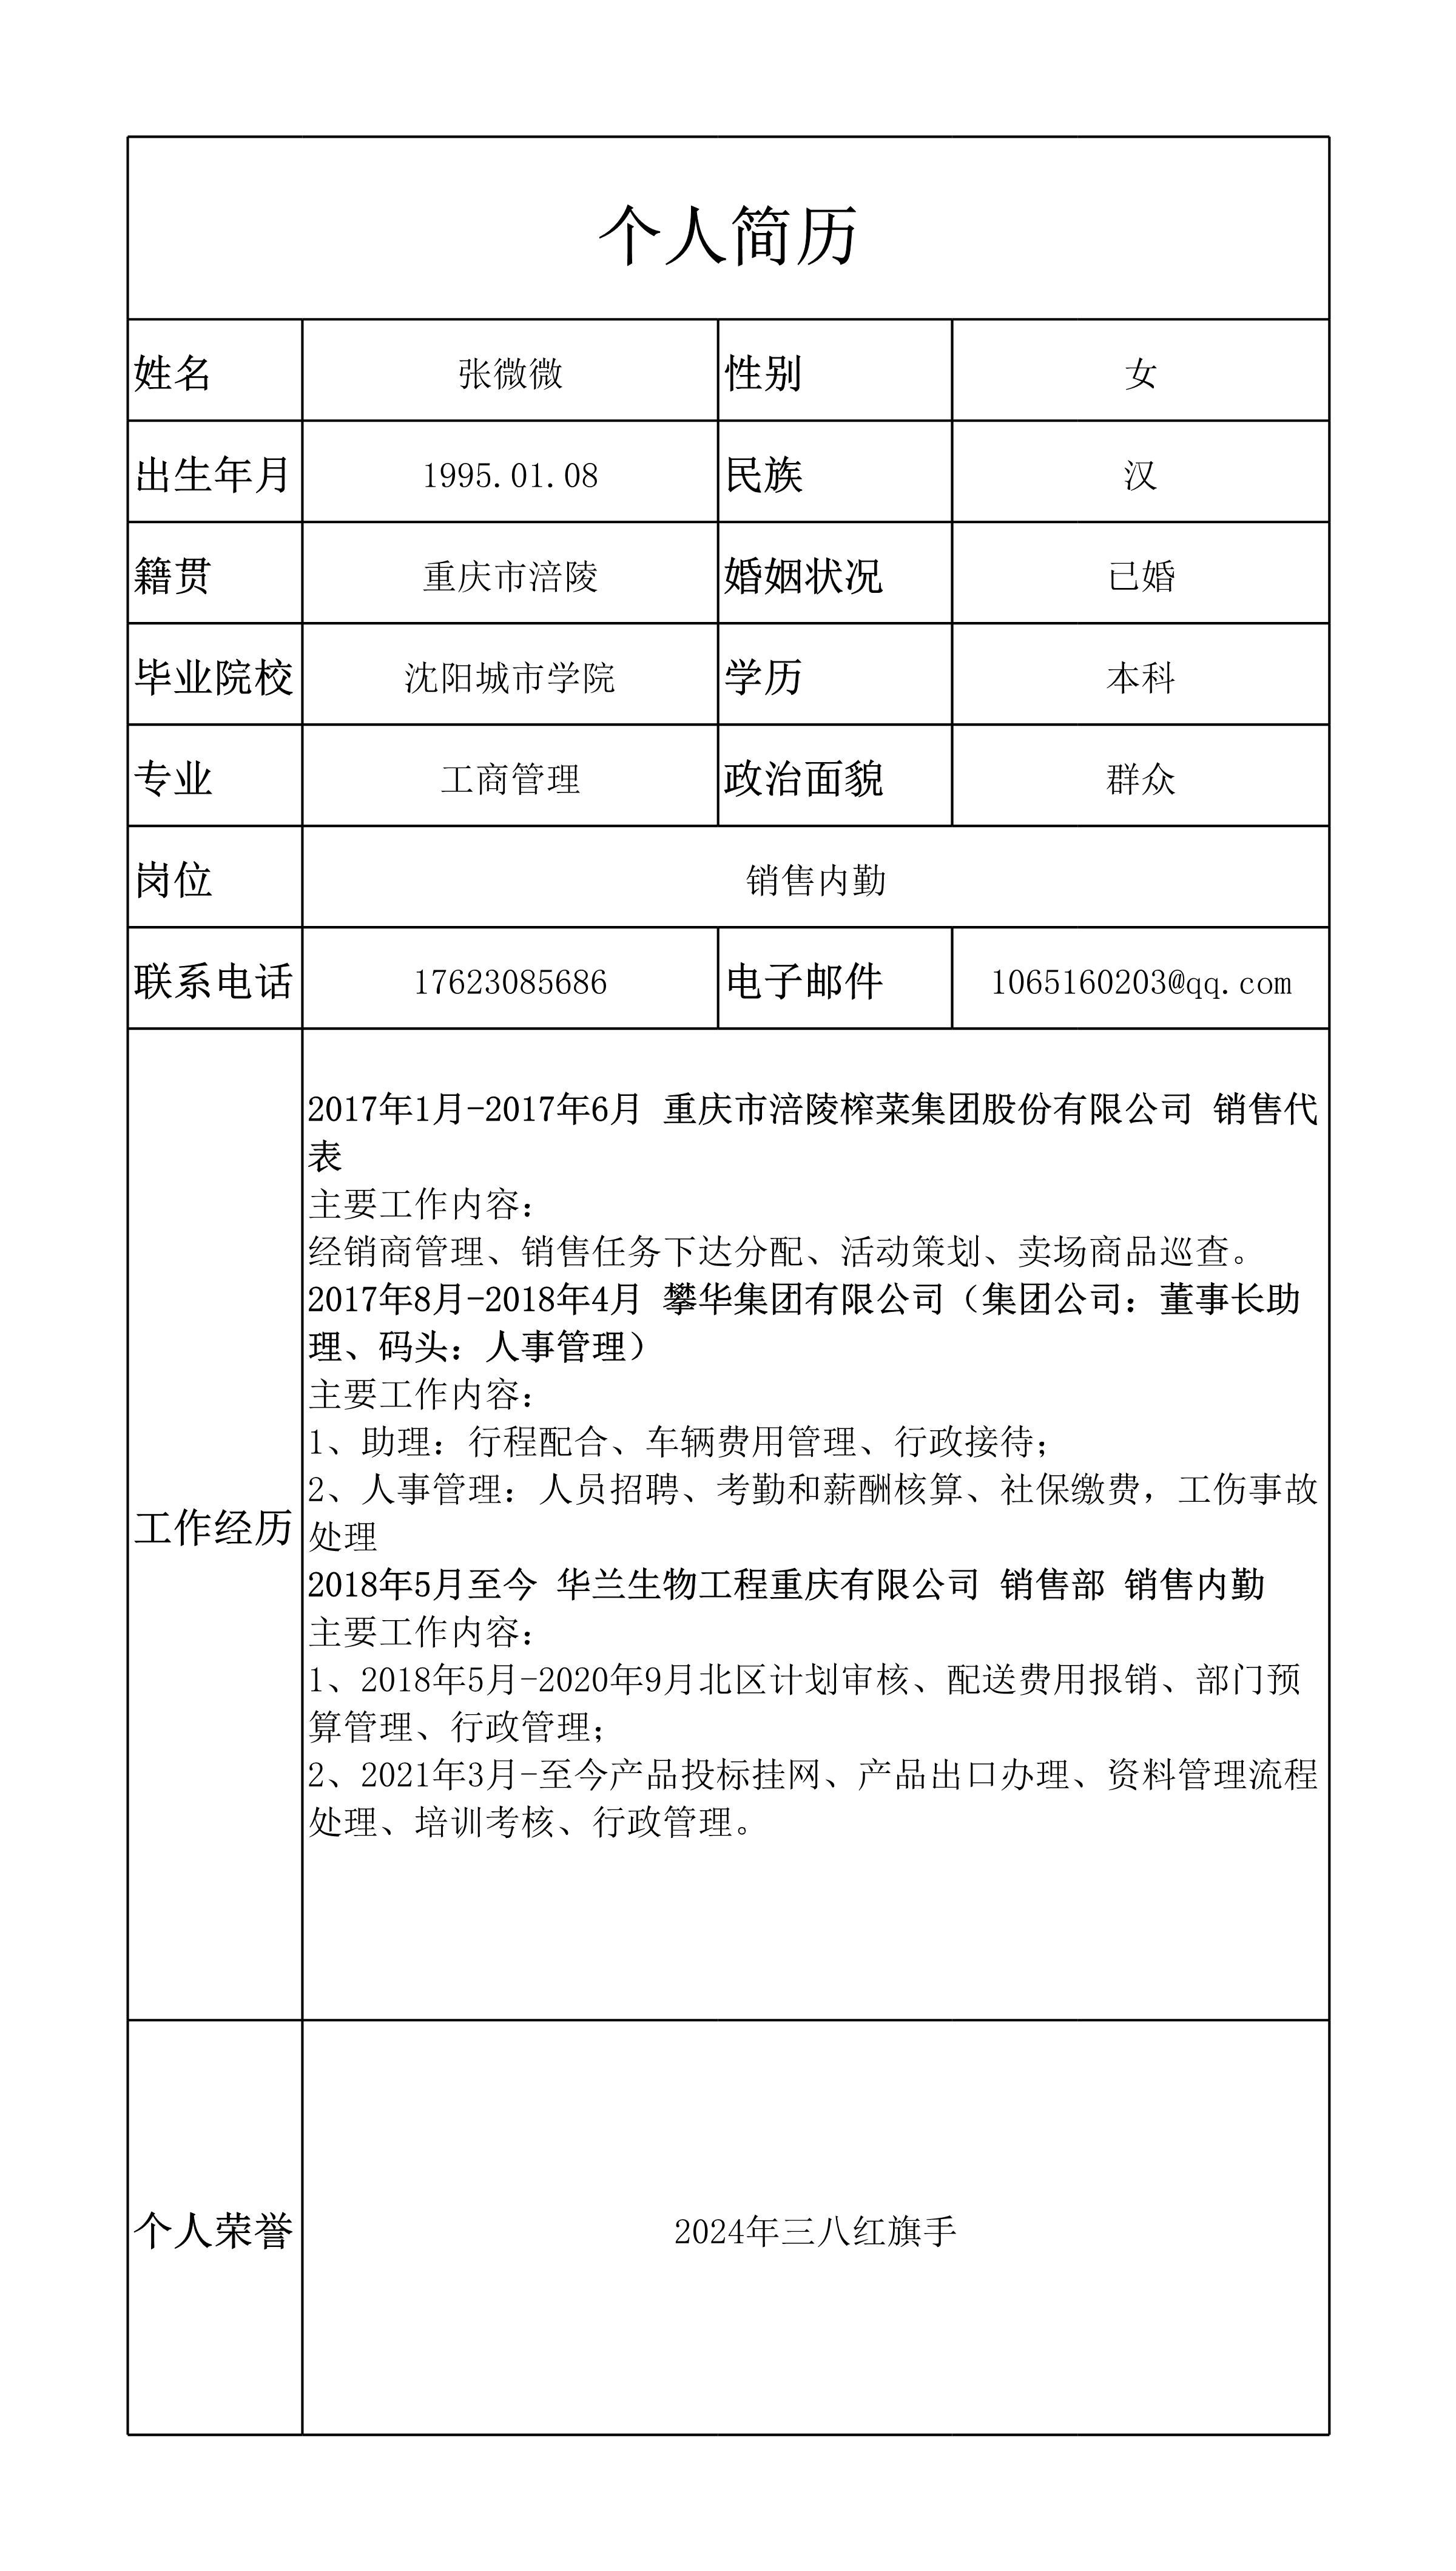 个人简历
姓名 张微微 性别 女
出生年月 1995.01.08 民族 汉
籍贯 重庆市涪陵 婚姻状况 已婚
毕业院校 沈阳城市学院 学历 本科
专业 工商管理 政治面貌 群众
岗位 销售内勤
联系电话 17623085686 电子邮件 1065160203@qq.com
工作经历
2017年1月-2017年6月 重庆市涪陵榨菜集团股份有限公司 销售代
表
主要工作内容：
经销商管理、销售任务下达分配、活动策划、卖场商品巡查。
2017年8月-2018年4月 攀华集团有限公司（集团公司：董事长助
理、码头：人事管理）
主要工作内容：
1、助理：行程配合、车辆费用管理、行政接待；
2、人事管理：人员招聘、考勤和薪酬核算、社保缴费，工伤事故
处理
2018年5月至今 华兰生物工程重庆有限公司 销售部 销售内勤
主要工作内容：
1、2018年5月-2020年9月北区计划审核、配送费用报销、部门预
算管理、行政管理；
2、2021年3月-至今产品投标挂网、产品出口办理、资料管理流程
处理、培训考核、行政管理。
个人荣誉 2024年三八红旗手